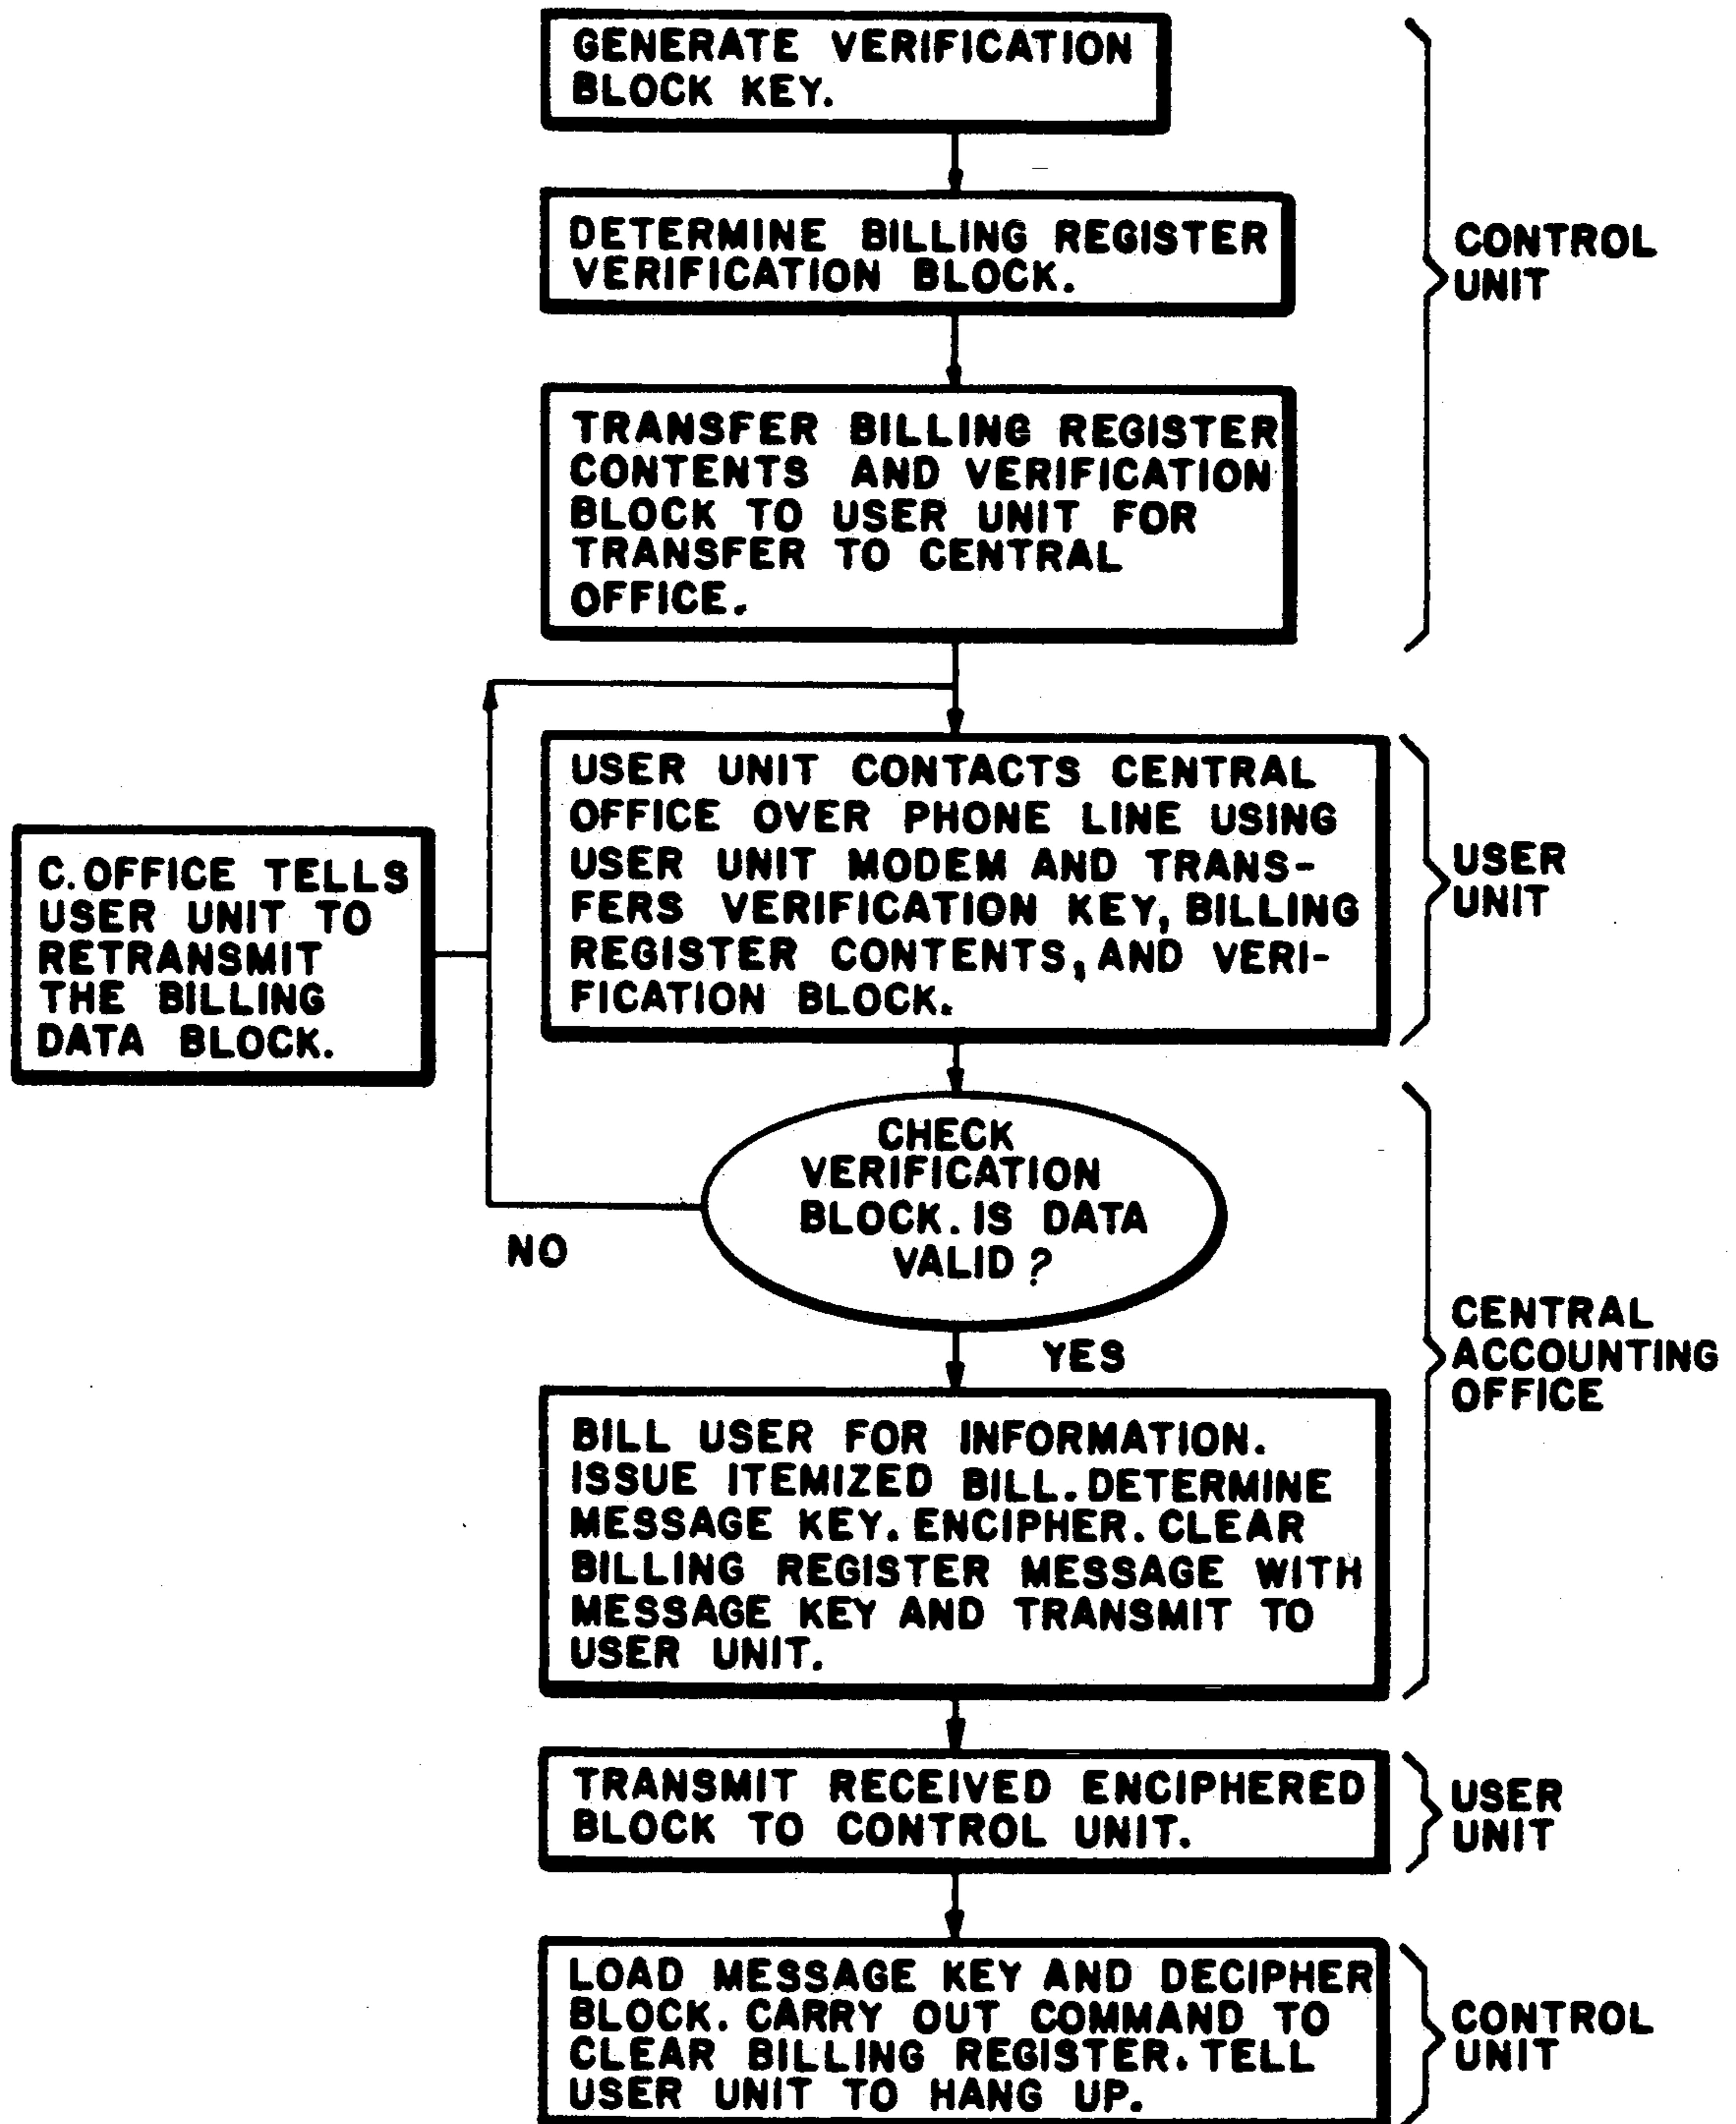 GENERATE VERIFICATION
BLOCK KEY.
DETERMINE BILLING REGISTER
VERIFICATION BLOCK.
TRANSFER BILLING REGISTER
CONTENTS AND VERIFICATION
BLOCK TO USER UNIT FOR
TRANSFER TO CENTRAL
OFFICE.
CONTROL
UNIT
USER UNIT CONTACTS CENTRAL
OFFICE OVER PHONE LINE USING
USER UNIT MODEM AND TRANS-
FERS VERIFICATION KEY, BILLING
REGISTER CONTENTS, AND VERI-
FICATION BLOCK.
USER
UNIT
C.OFFICE TELLS
USER UNIT TO
RETRANSMIT
THE BILLING
DATA BLOCK.
CHECK
VERIFICATION
BLOCK. IS DATA
VALID ?
NO
YES
BILL USER FOR INFORMATION.
ISSUE ITEMIZED BILL. DETERMINE
MESSAGE KEY. ENCIPHER. CLEAR
BILLING REGISTER MESSAGE WITH
MESSAGE KEY AND TRANSMIT TO
USER UNIT.
CENTRAL
ACCOUNTING
OFFICE
TRANSMIT RECEIVED ENCIPHERED
BLOCK TO CONTROL UNIT.
USER
UNIT
LOAD MESSAGE KEY AND DECIPHER
BLOCK. CARRY OUT COMMAND TO
CLEAR BILLING REGISTER. TELL
USER UNIT TO HANG UP.
CONTROL
UNIT